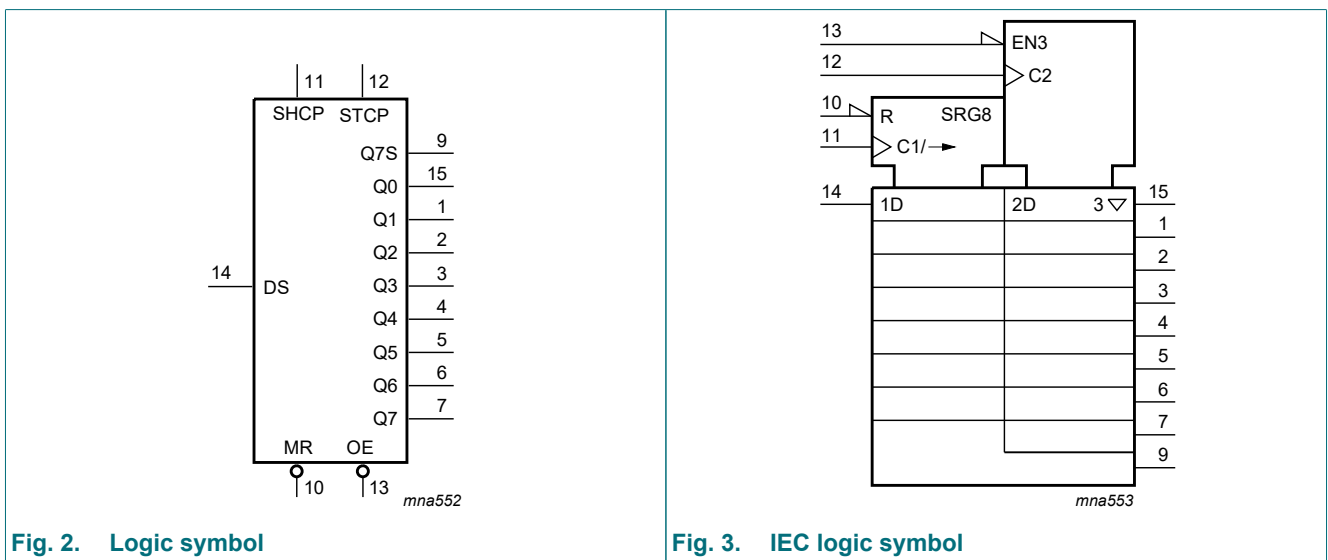 11 12
SHCP STCP
Q7S 9
Q0 15
Q1 1
Q2 2
14 DS Q3 3
Q4 4
Q5 5
Q6 6
Q7 7
MR OE
10 13
mna552
Fig. 2. Logic symbol
13 EN3
12 C2
10 R SRG8
11 C1/→
14 1D 2D 3 ▽ 15
1
2
3
4
5
6
7
9
mna553
Fig. 3. IEC logic symbol